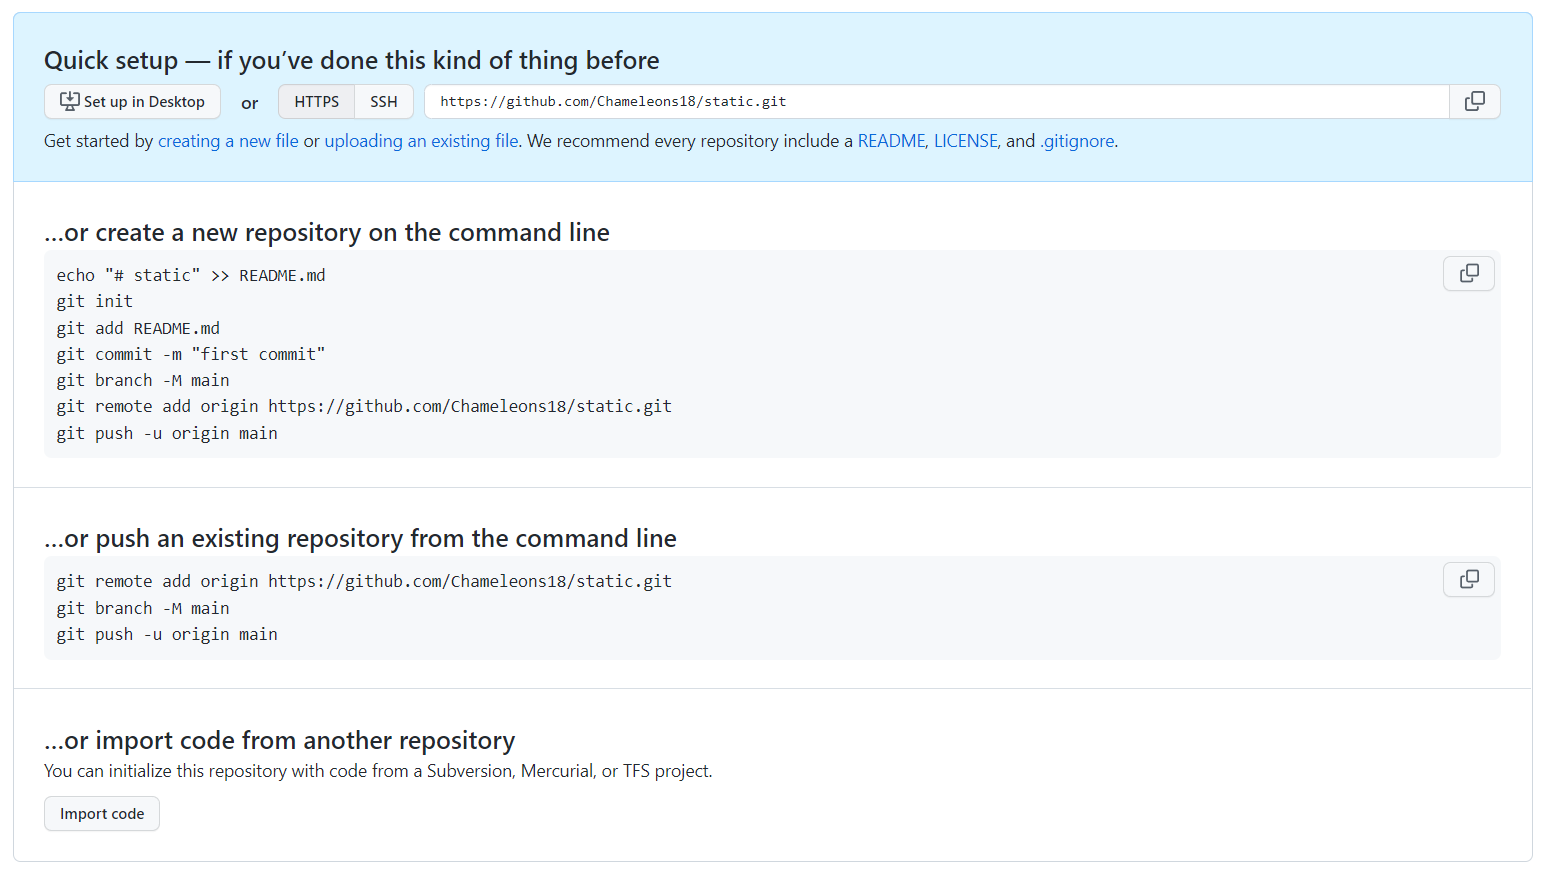 Quick setup — if you’ve done this kind of thing before
Set up in Desktop or HTTPS SSH https://github.com/Chameleons18/static.git
Get started by creating a new file or uploading an existing file. We recommend every repository include a README, LICENSE, and .gitignore.
…or create a new repository on the command line
echo "# static" >> README.md
git init
git add README.md
git commit -m "first commit"
git branch -M main
git remote add origin https://github.com/Chameleons18/static.git
git push -u origin main
…or push an existing repository from the command line
git remote add origin https://github.com/Chameleons18/static.git
git branch -M main
git push -u origin main
…or import code from another repository
You can initialize this repository with code from a Subversion, Mercurial, or TFS project.
Import code